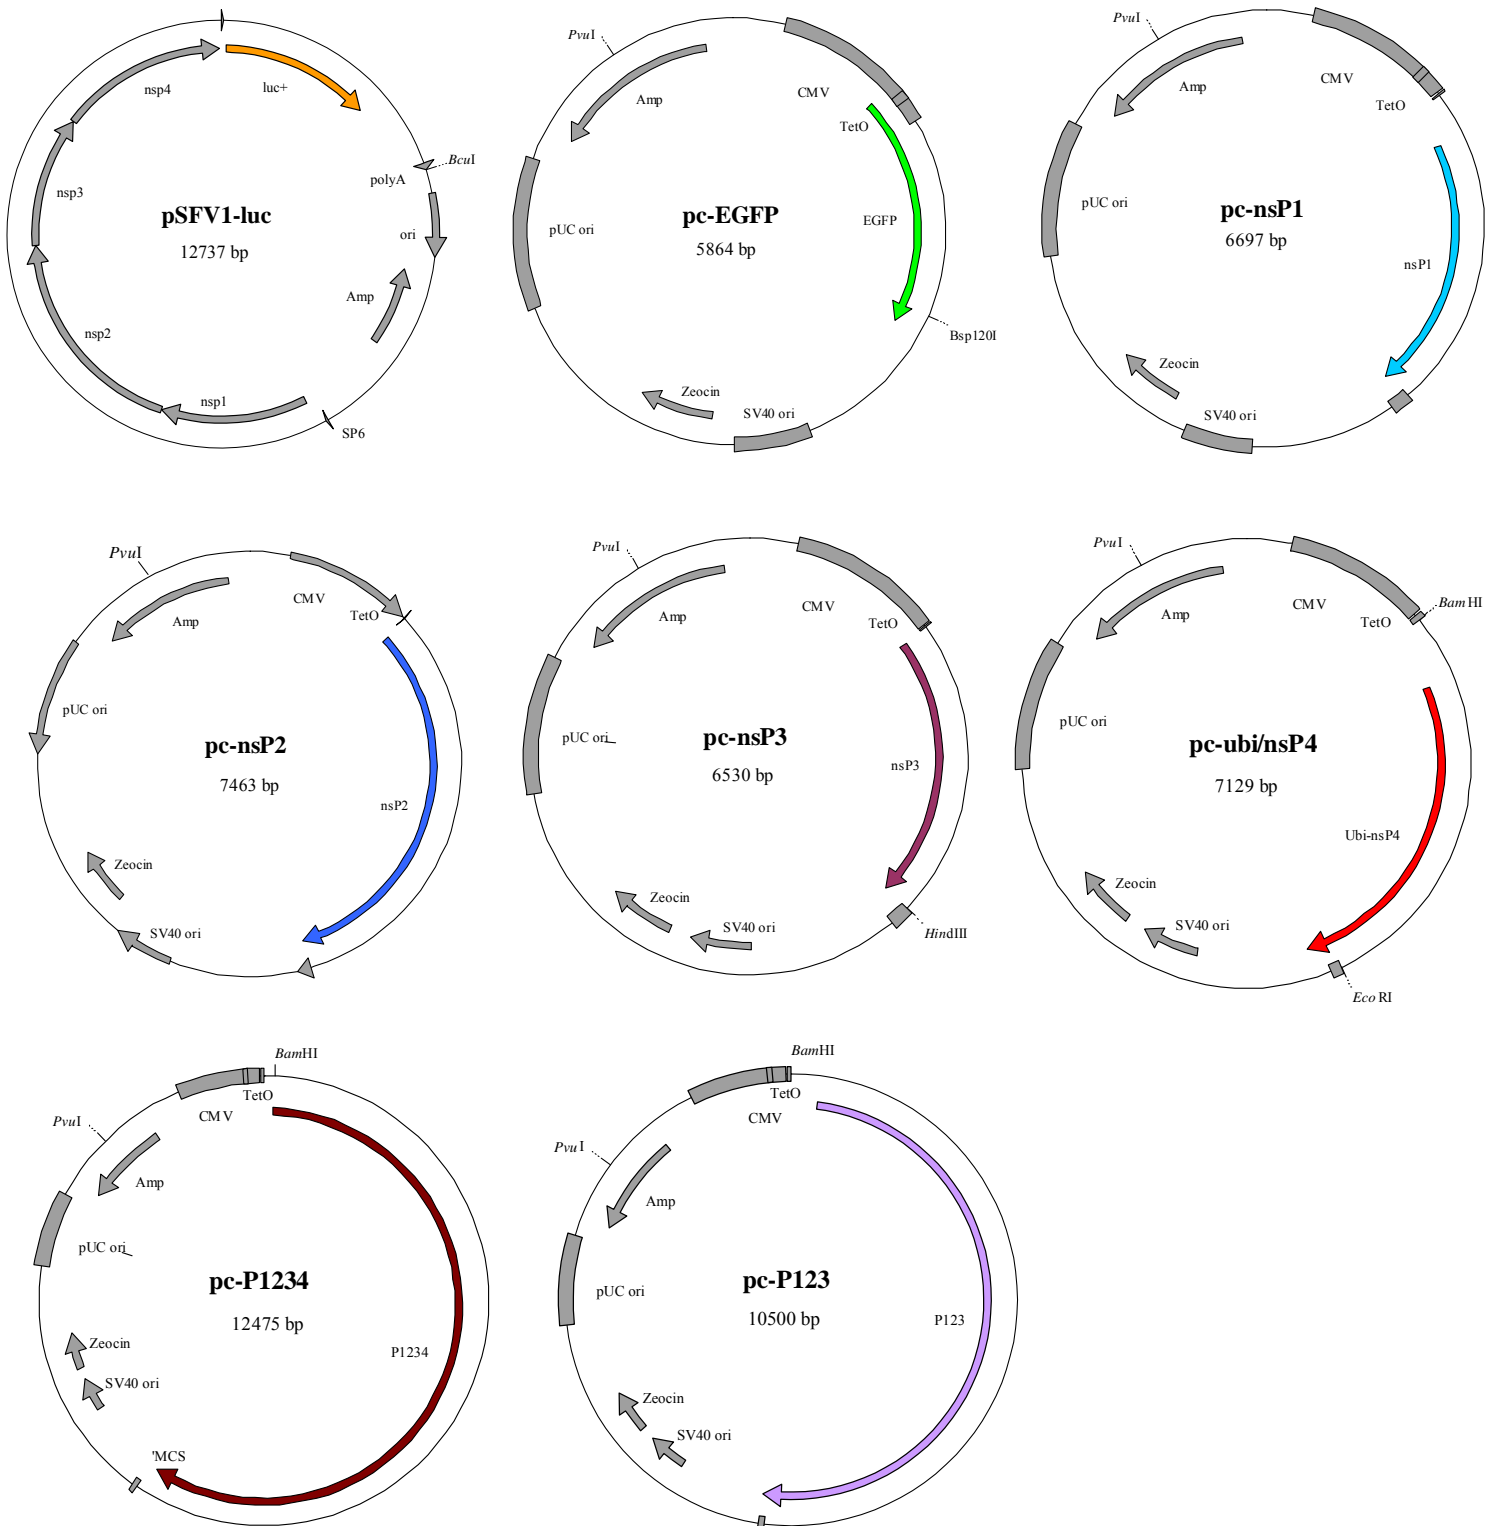 nsp4
luc+
nsp3
polyA
BcuI
pSFV1-luc
12737 bp
ori
Amp
nsp2
nsp1
SP6
PvuI
Amp
CMV
TetO
pUC ori
pc-EGFP
5864 bp
EGFP
Bsp120I
Zeocin
SV40 ori
PvuI
Amp
CMV
TetO
pUC ori
pc-nsP1
6697 bp
nsP1
Zeocin
SV40 ori
PvuI
CMV
TetO
Amp
pUC ori
pc-nsP2
7463 bp
nsP2
Zeocin
SV40 ori
PvuI
CMV
Amp
TetO
pUC ori
pc-nsP3
6530 bp
nsP3
Zeocin
SV40 ori
HindIII
PvuI
CMV
BamHI
Amp
TetO
pUC ori
pc-ubi/nsP4
7129 bp
Ubi-nsP4
Zeocin
SV40 ori
EcoRI
BamHI
TetO
CMV
PvuI
Amp
pUC ori
pc-P1234
12475 bp
Zeocin
P1234
SV40 ori
'MCS
BamHI
TetO
CMV
PvuI
Amp
pUC ori
pc-P123
10500 bp
P123
Zeocin
SV40 ori